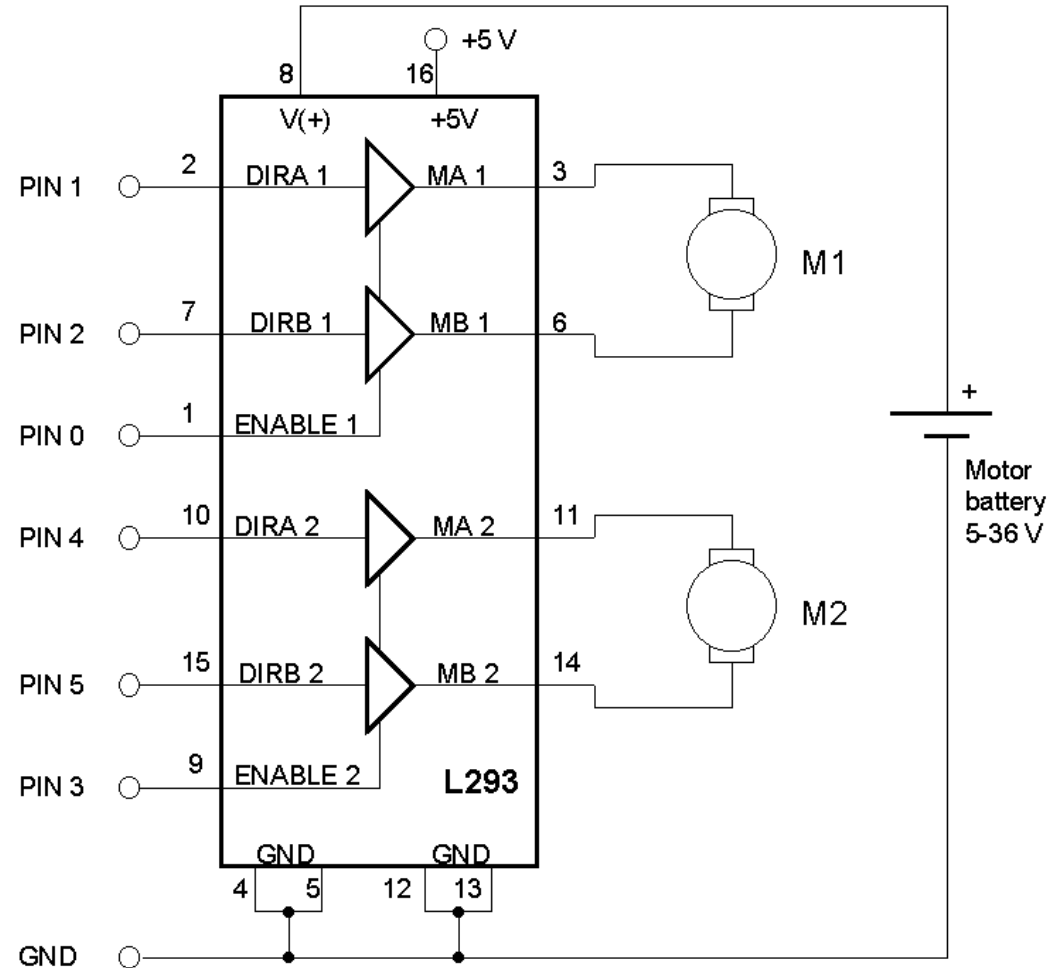 +5 V
8
16
V(+)
+5V
PIN 1
2
DIRA 1
MA 1
3
M1
PIN 2
7
DIRB 1
MB 1
6
PIN 0
1
ENABLE 1
+
Motor
battery
5-36 V
PIN 4
10
DIRA 2
MA 2
11
M2
PIN 5
15
DIRB 2
MB 2
14
PIN 3
9
ENABLE 2
L293
GND
GND
4
5
12
13
GND